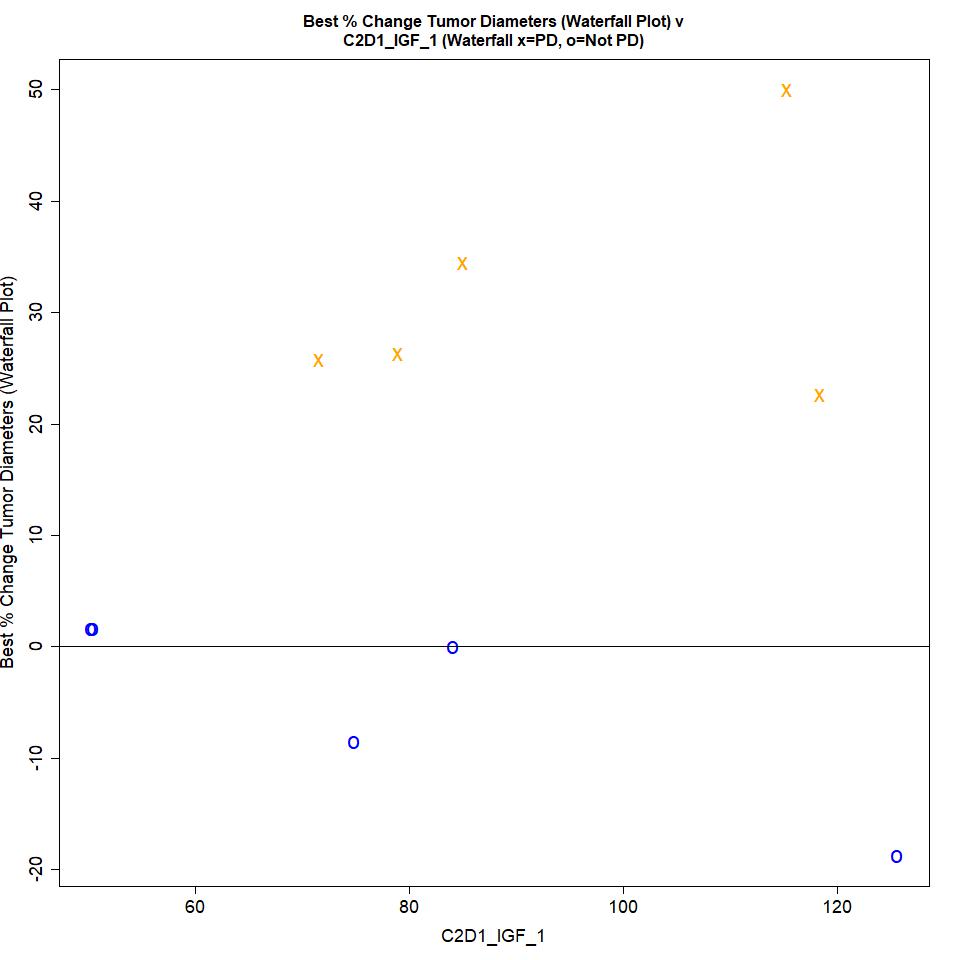 Best % Change Tumor Diameters (Waterfall Plot) v
C2D1_IGF_1 (Waterfall x=PD, o=Not PD)
Best % Change Tumor Diameters (Waterfall Plot)
50
40
30
20
10
0
-10
-20
x
x
x
x
x
o
o
o
o
o
60 80 100 120
C2D1_IGF_1